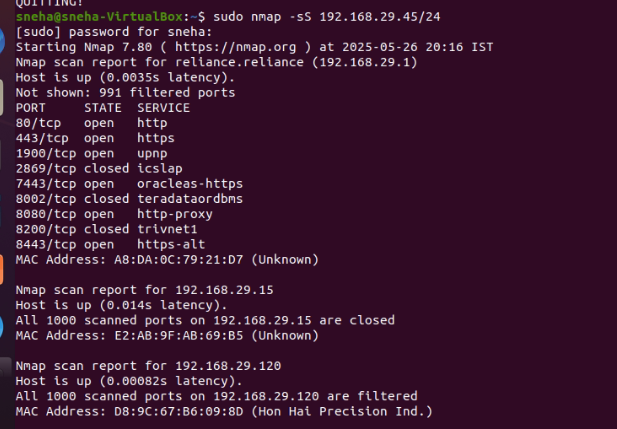 QUITTING!
sneha@sneha-VirtualBox:~$ sudo nmap -sS 192.168.29.45/24
[sudo] password for sneha:
Starting Nmap 7.80 ( https://nmap.org ) at 2025-05-26 20:16 IST
Nmap scan report for reliance.reliance (192.168.29.1)
Host is up (0.0035s latency).
Not shown: 991 filtered ports
PORT     STATE  SERVICE
80/tcp   open   http
443/tcp  open   https
1900/tcp open   upnp
2869/tcp closed icslap
7443/tcp open   oracleas-https
8002/tcp closed teradataordbms
8080/tcp open   http-proxy
8200/tcp closed trivnet1
8443/tcp open   https-alt
MAC Address: A8:DA:0C:79:21:D7 (Unknown)

Nmap scan report for 192.168.29.15
Host is up (0.014s latency).
All 1000 scanned ports on 192.168.29.15 are closed
MAC Address: E2:AB:9F:AB:69:B5 (Unknown)

Nmap scan report for 192.168.29.120
Host is up (0.00082s latency).
All 1000 scanned ports on 192.168.29.120 are filtered
MAC Address: D8:9C:67:B6:09:8D (Hon Hai Precision Ind.)